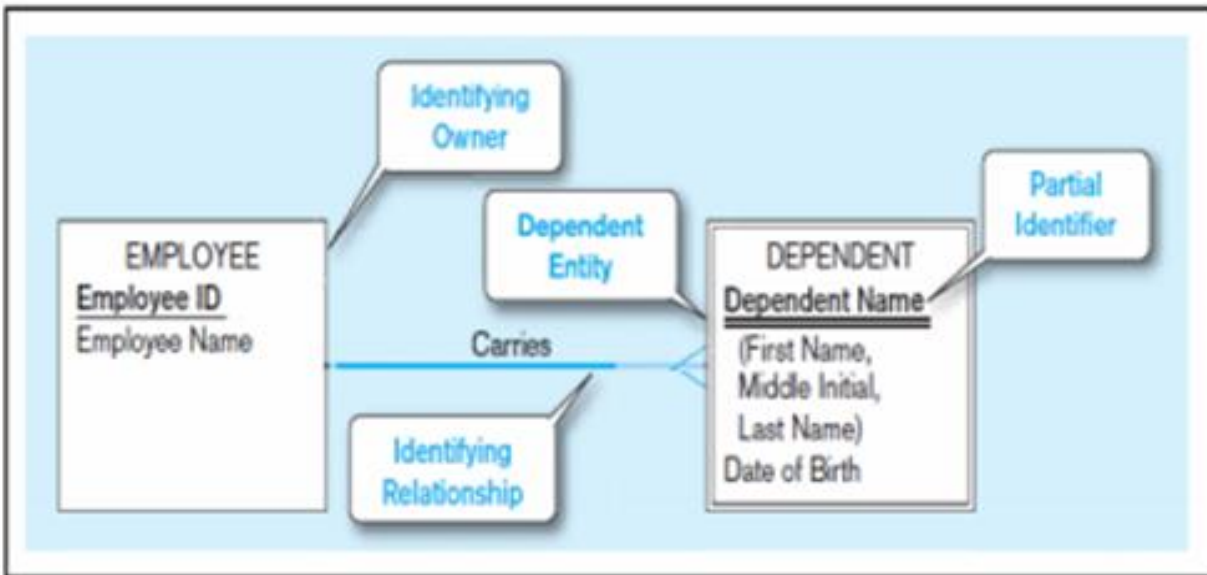 Identifying
Owner
Partial
Identifier
Dependent
Entity
EMPLOYEE
Employee ID
Employee Name
DEPENDENT
Dependent Name
(First Name,
Middle Initial,
Last Name)
Date of Birth
Carries
Identifying
Relationship